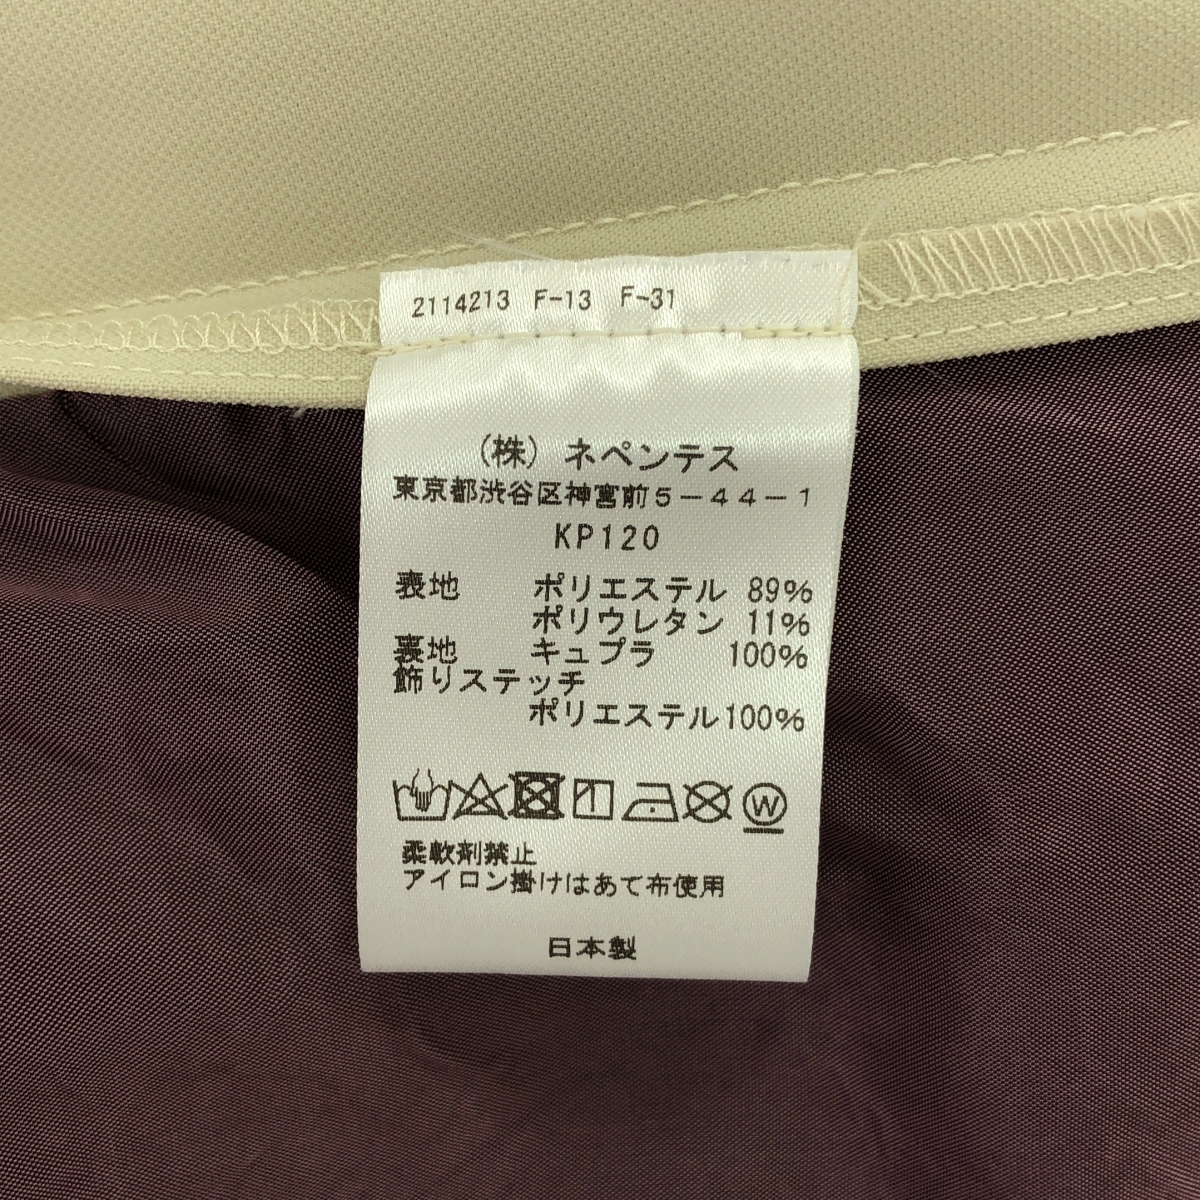 2114213 F-13 F-31
(株) ネペンテス
東京都渋谷区神宮前5-44-1
KP120
表地 ポリエステル 89%
ポリウレタン 11%
裏地 キュプラ 100%
飾りステッチ
ポリエステル100%
W
柔軟剤禁止
アイロン掛けはあて布使用
日本製